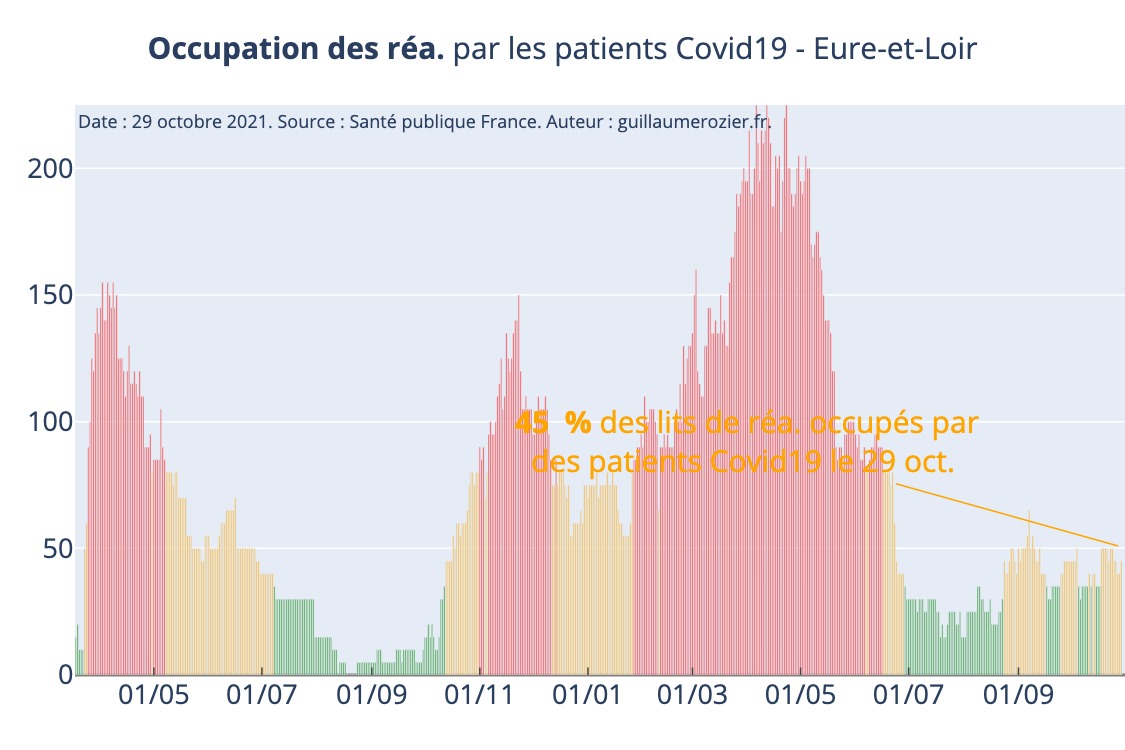 Occupation des réa. par les patients Covid19 - Eure-et-Loir
Date : 29 octobre 2021. Source : Santé publique France. Auteur : guillaumerozier.fr.
200
150
100
50
0
45 % des lits de réa. occupés par
des patients Covid19 le 29 oct.
01/05 01/07 01/09 01/11 01/01 01/03 01/05 01/07 01/09